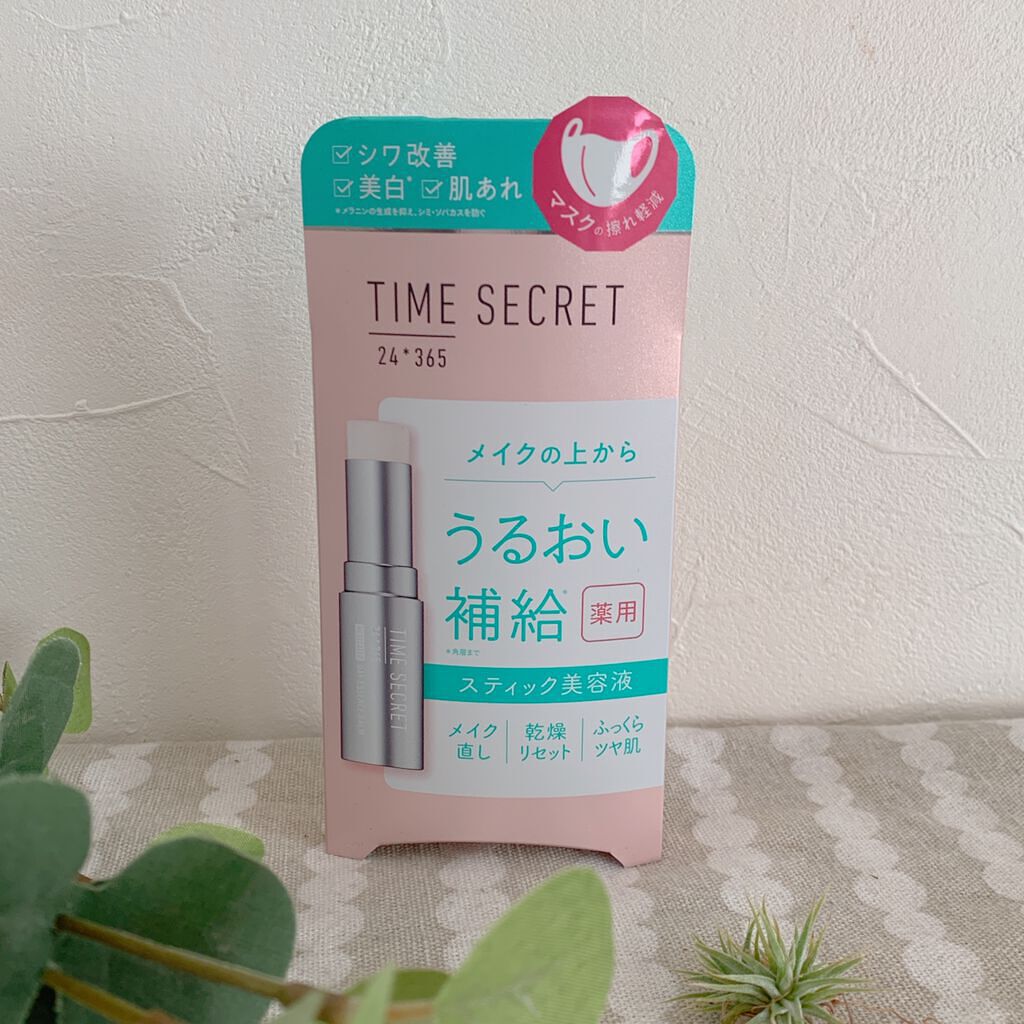 シワ改善
美白* 肌あれ
*メラニンの生成を抑え、シミ・ソバカスを防ぐ
マスクの擦れ軽減
TIME SECRET
24*365
メイクの上から
うるおい
補給*
薬用
*角層まで
スティック美容液
メイク直し
乾燥リセット
ふっくらツヤ肌
TIME SECRET